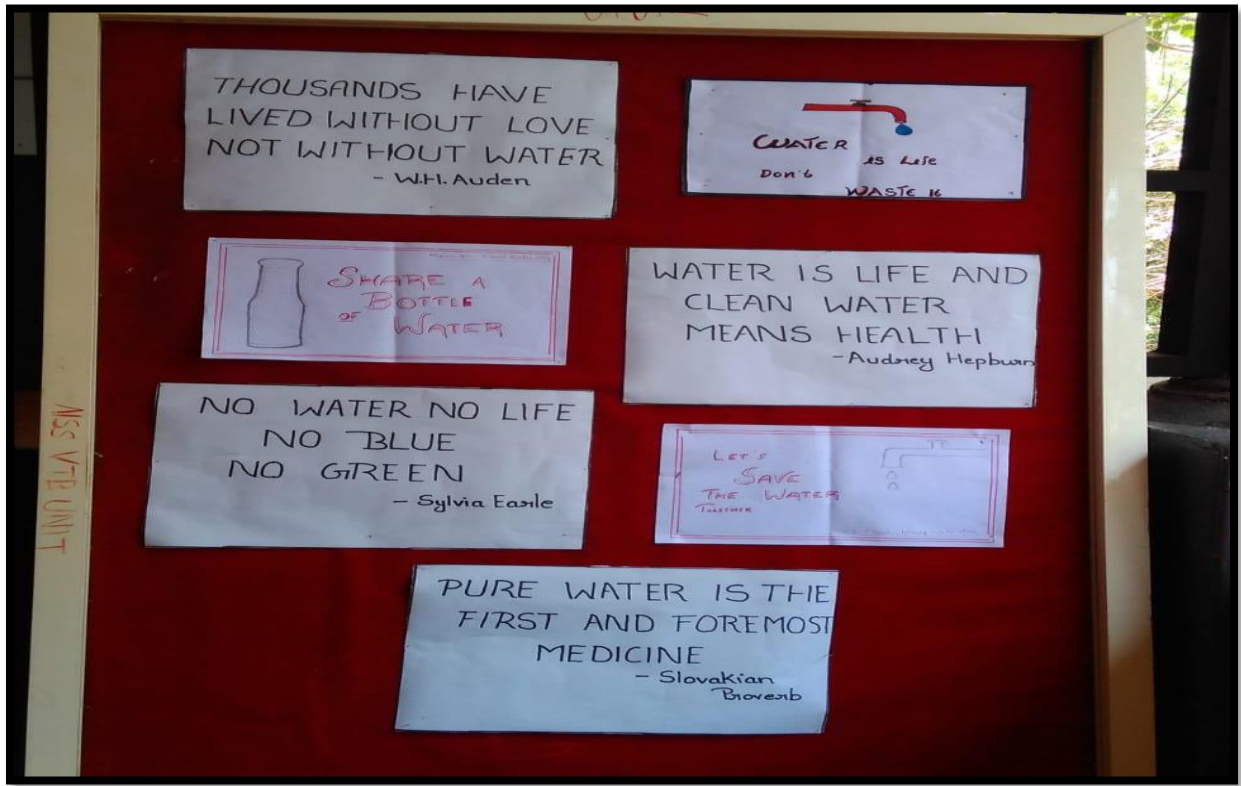 THOUSANDS HAVE
LIVED WITHOUT LOVE
NOT WITHOUT WATER
- W.H. Auden
WATER is Life
Don't
WASTE it
SHARE A
BOTTLE
OF WATER
WATER IS LIFE AND
CLEAN WATER
MEANS HEALTH
- Audrey Hepburn
NO WATER NO LIFE
NO BLUE
NO GREEN
- Sylvia Earle
LET'S
SAVE
THE WATER
TOGETHER
PURE WATER IS THE
FIRST AND FOREMOST
MEDICINE
- Slovakian
Proverb
NSS VTB UNIT